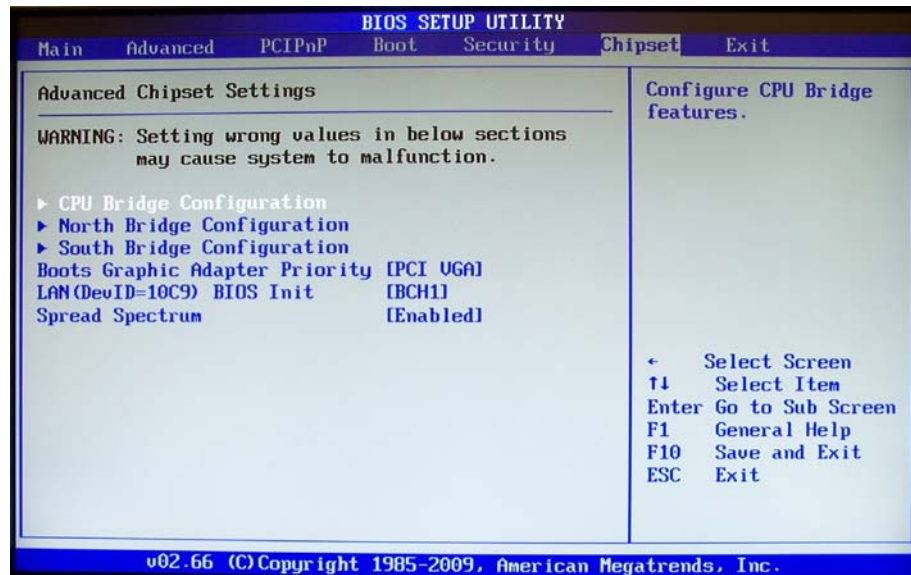 BIOS SETUP UTILITY
Main Advanced PCIPnP Boot Security Chipset Exit
Advanced Chipset Settings
WARNING: Setting wrong values in below sections
may cause system to malfunction.
► CPU Bridge Configuration
► North Bridge Configuration
► South Bridge Configuration
Boots Graphic Adapter Priority [PCI VGA]
LAN(DevID=10C9) BIOS Init [BCH1]
Spread Spectrum [Enabled]
Configure CPU Bridge
features.
← Select Screen
↑↓ Select Item
Enter Go to Sub Screen
F1 General Help
F10 Save and Exit
ESC Exit
v02.66 (C)Copyright 1985-2009, American Megatrends, Inc.